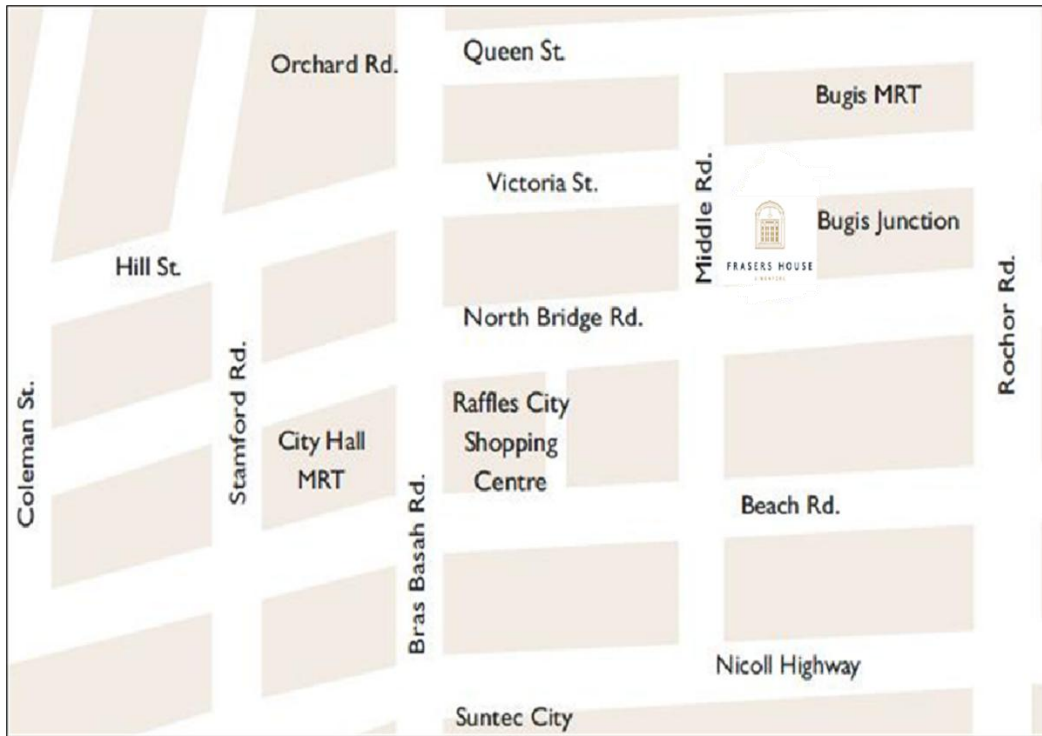 Queen St.
Orchard Rd.
Bugis MRT
Victoria St.
Middle Rd.
Bugis Junction
FRASERS HOUSE
Hill St.
North Bridge Rd.
Rochor Rd.
Coleman St.
Stamford Rd.
Raffles City
Shopping
Centre
City Hall
MRT
Bras Basah Rd.
Beach Rd.
Nicoll Highway
Suntec City